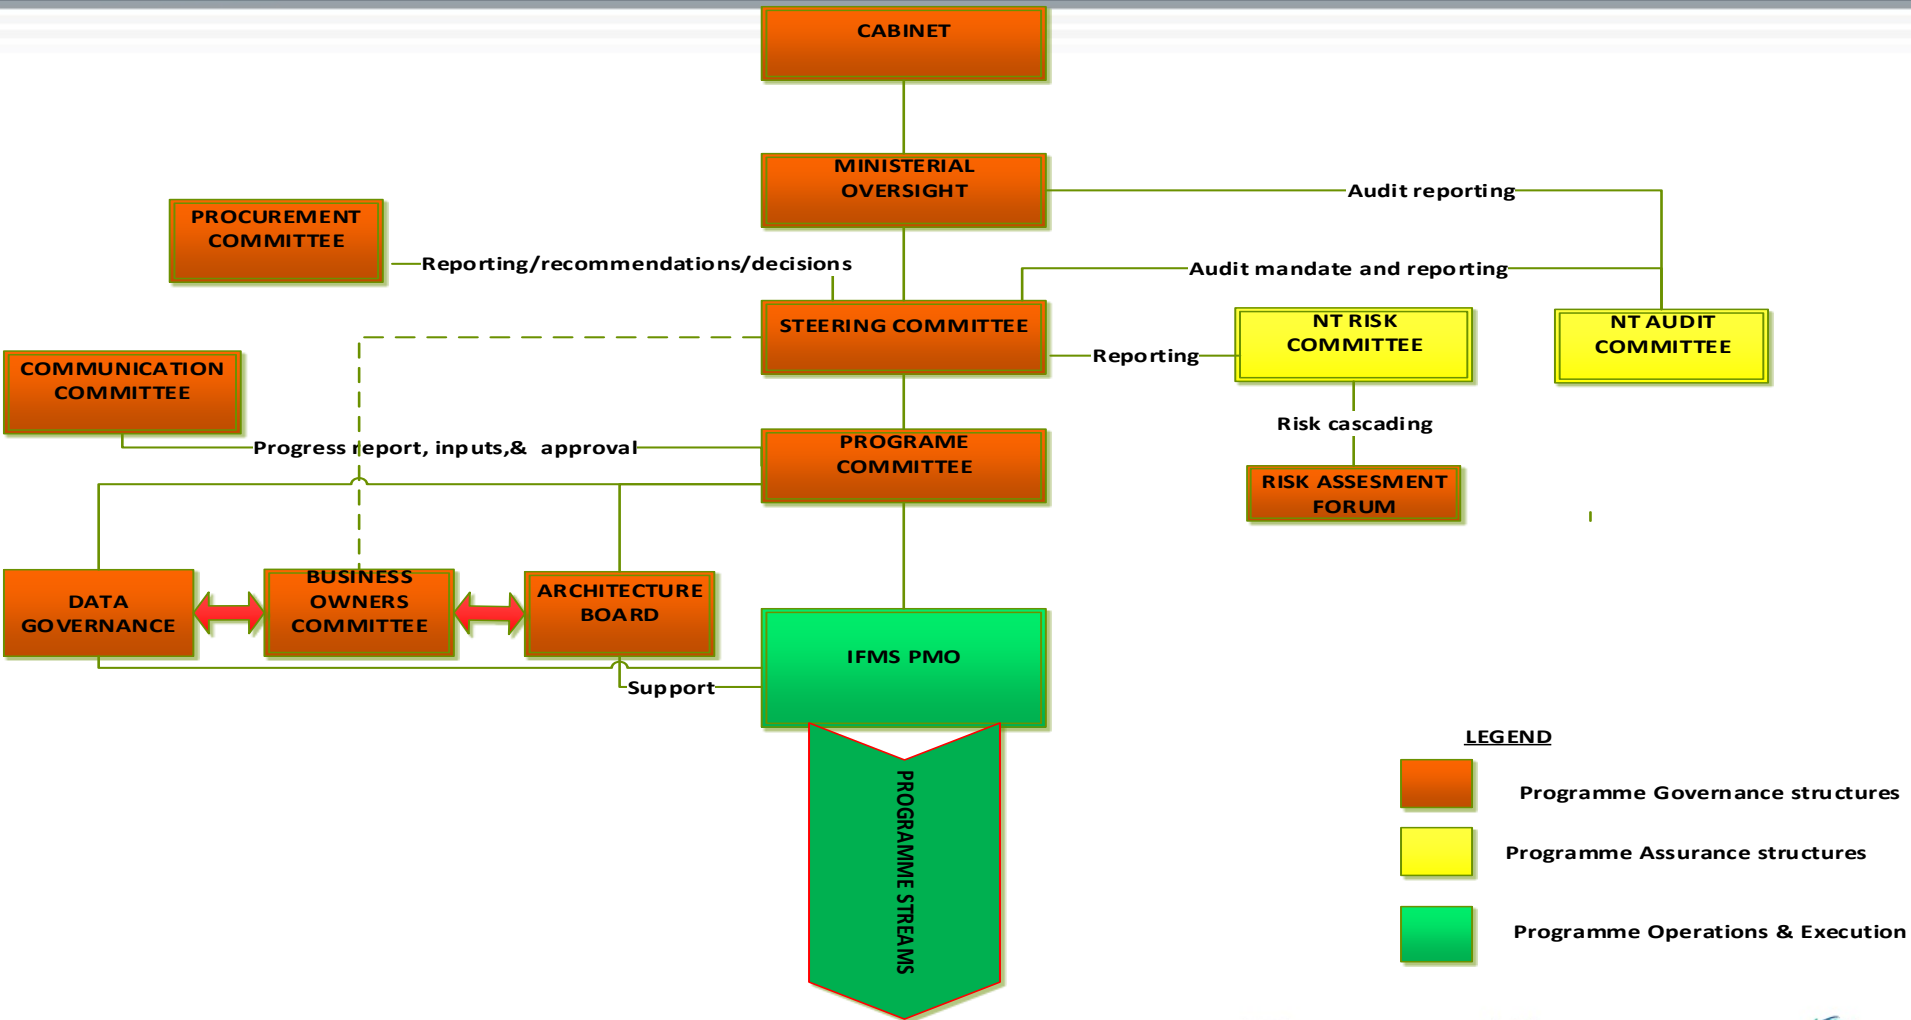 CABINET
MINISTERIAL
OVERSIGHT
Audit reporting
PROCUREMENT
COMMITTEE
Reporting/recommendations/decisions
Audit mandate and reporting
STEERING COMMITTEE
NT RISK
COMMITTEE
NT AUDIT
COMMITTEE
Reporting
COMMUNICATION
COMMITTEE
Risk cascading
Progress report, inputs,& approval
PROGRAME
COMMITTEE
RISK ASSESMENT
FORUM
DATA
GOVERNANCE
BUSINESS
OWNERS
COMMITTEE
ARCHITECTURE
BOARD
IFMS PMO
Support
PROGRAMME STREAMS
LEGEND
Programme Governance structures
Programme Assurance structures
Programme Operations & Execution